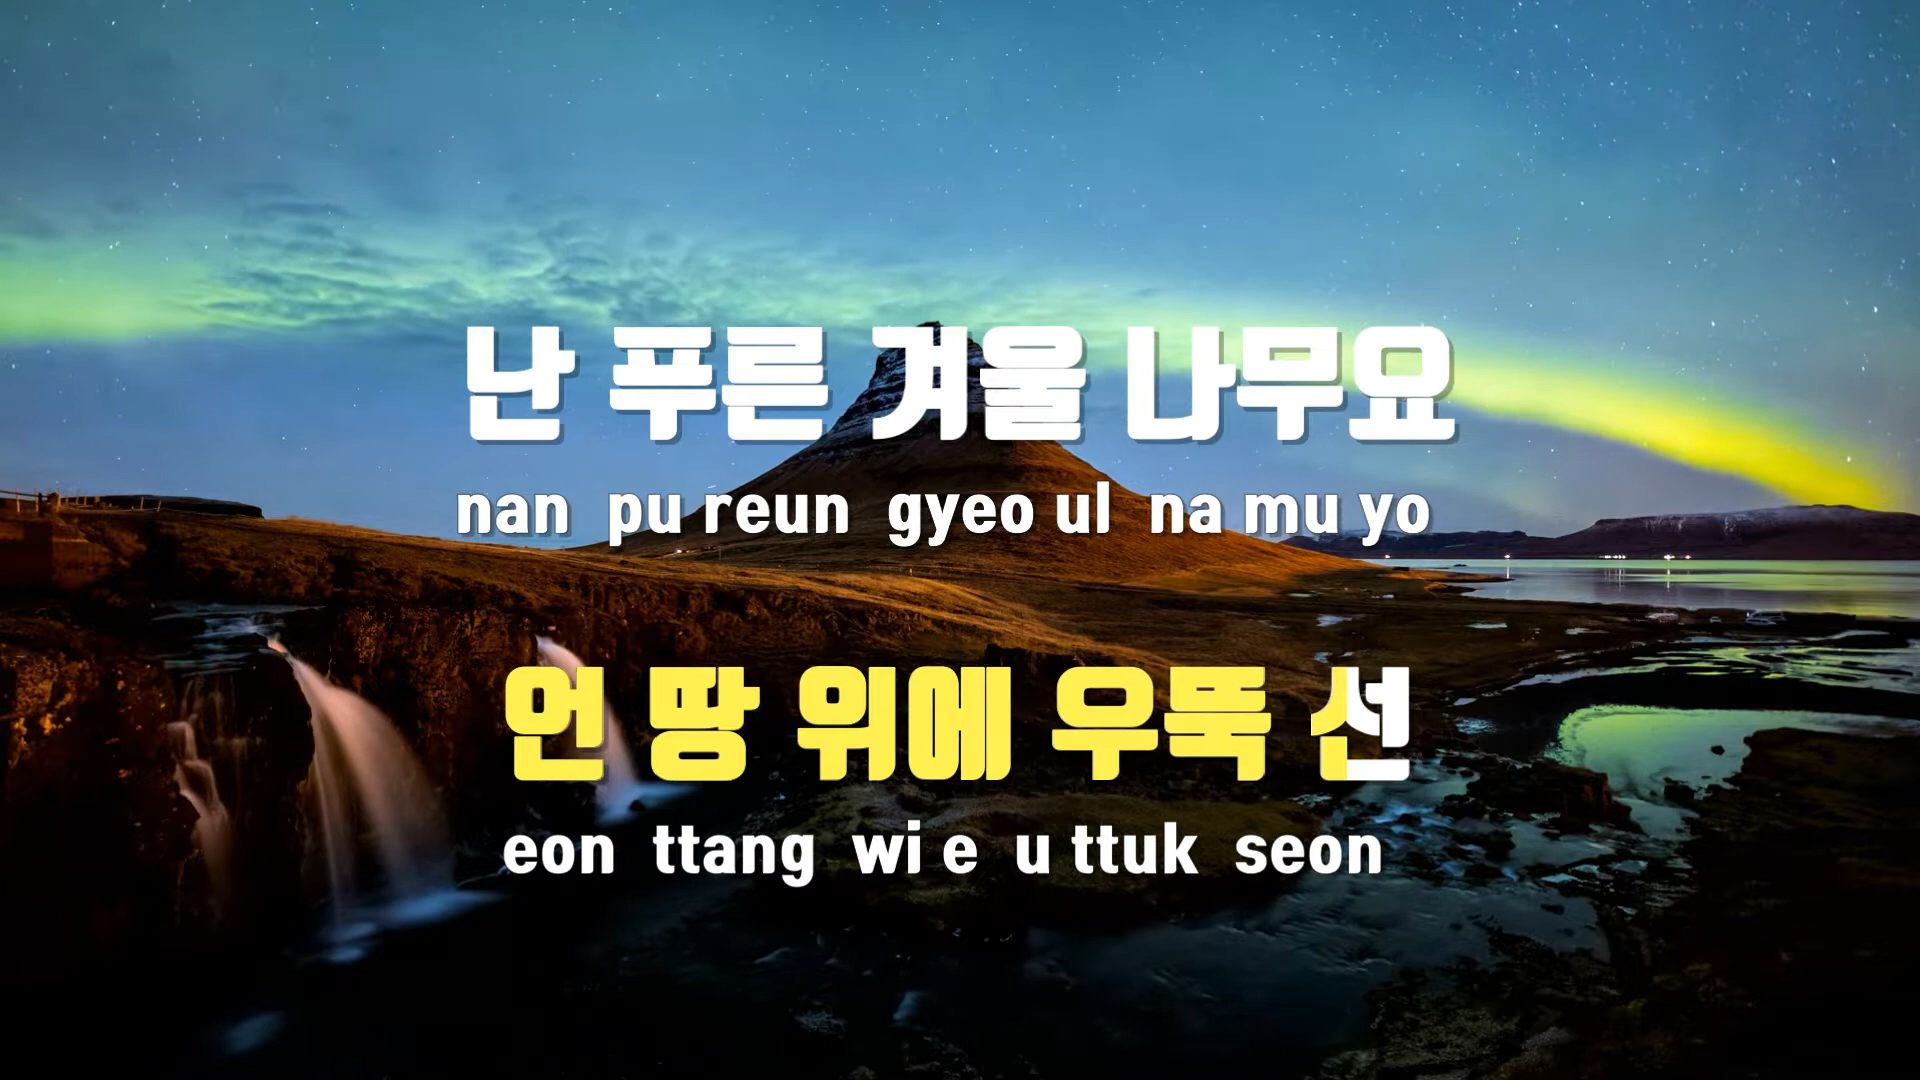 난 푸른 겨울 나무요
nan pu reun gyeo ul na mu yo
언 땅 위에 우뚝 선
eon ttang wi e u ttuk seon